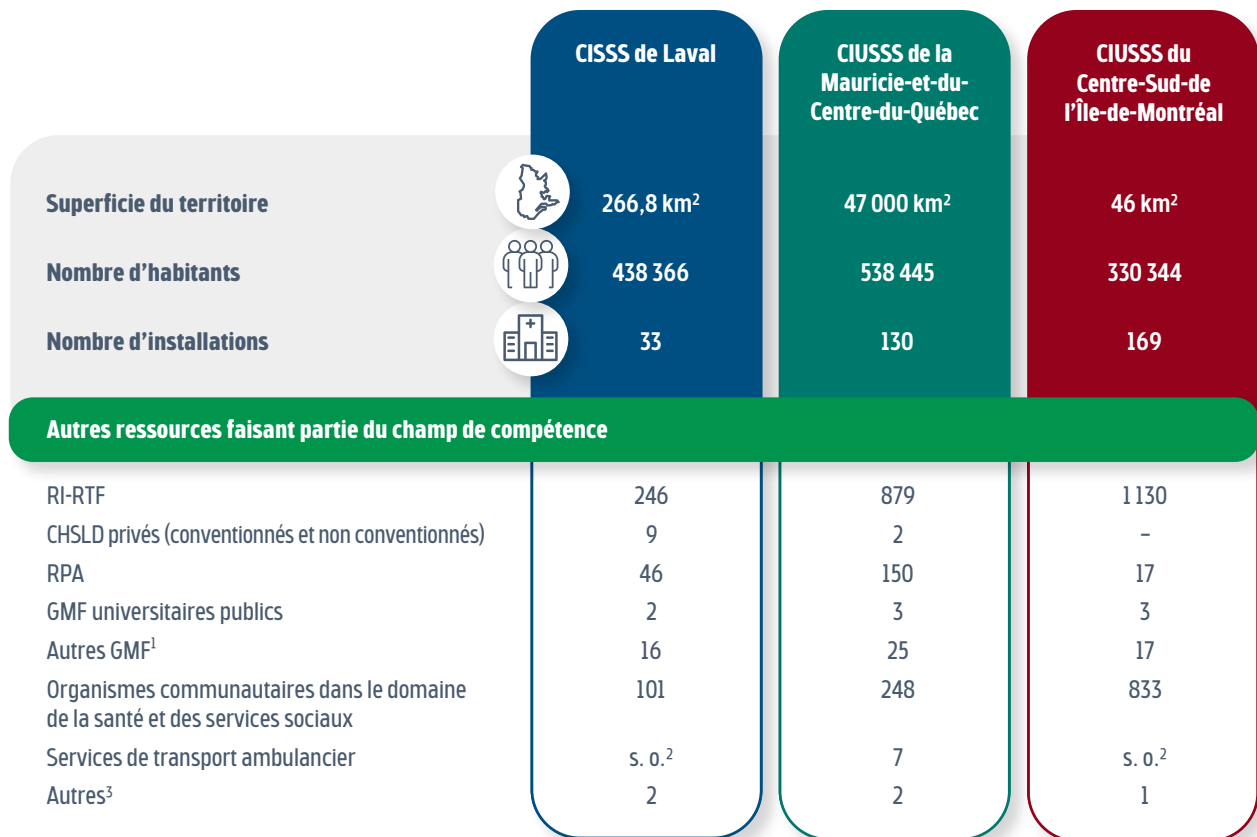 CISSS de Laval
CIUSSS de la
Mauricie-et-du-
Centre-du-Québec
CIUSSS du
Centre-Sud-de
l’Île-de-Montréal
Superficie du territoire 266,8 km² 47 000 km² 46 km²
Nombre d’habitants 438 366 538 445 330 344
Nombre d’installations 33 130 169
Autres ressources faisant partie du champ de compétence
RI-RTF 246 879 1 130
CHSLD privés (conventionnés et non conventionnés) 9 2 –
RPA 46 150 17
GMF universitaires publics 2 3 3
Autres GMF¹ 16 25 17
Organismes communautaires dans le domaine 101 248 833
de la santé et des services sociaux
Services de transport ambulancier s. o.² 7 s. o.²
Autres³ 2 2 1